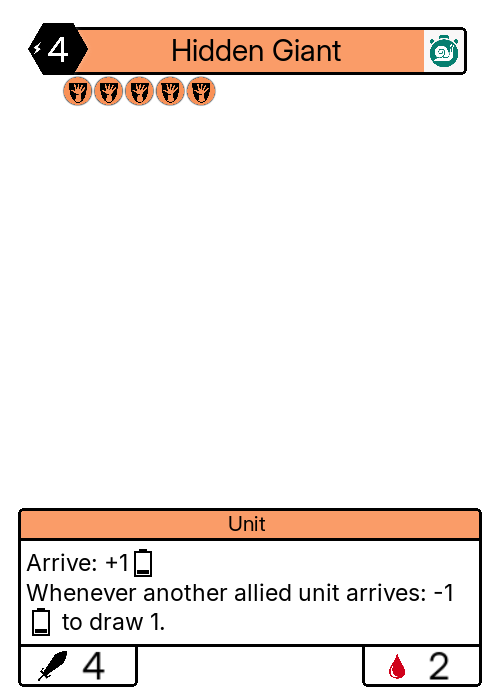 4
Hidden Giant
Unit
Arrive: +1
Whenever another allied unit arrives: -1
to draw 1.
4
2